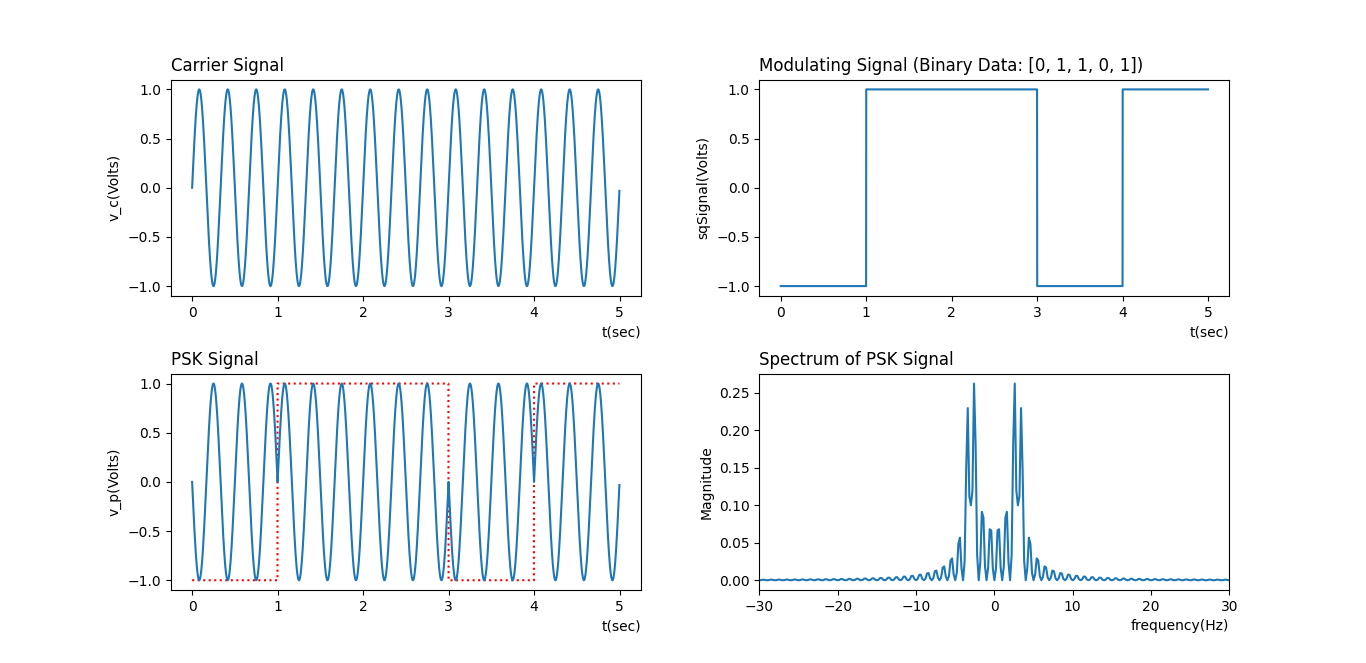 Carrier Signal
v_c(Volts)
1.0
0.5
0.0
−0.5
−1.0
0 1 2 3 4 5
t(sec)
Modulating Signal (Binary Data: [0, 1, 1, 0, 1])
sqSignal(Volts)
1.0
0.5
0.0
−0.5
−1.0
0 1 2 3 4 5
t(sec)
PSK Signal
v_p(Volts)
1.0
0.5
0.0
−0.5
−1.0
0 1 2 3 4 5
t(sec)
Spectrum of PSK Signal
Magnitude
0.25
0.20
0.15
0.10
0.05
0.00
−30 −20 −10 0 10 20 30
frequency(Hz)